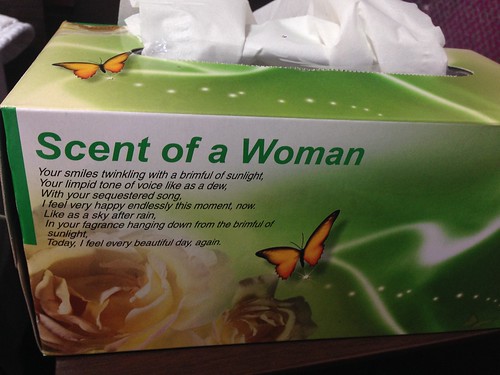 Scent of a Woman
Your smiles twinkling with a brimful of sunlight,
Your limpid tone of voice like as a dew,
With your sequestered song,
I feel very happy endlessly this moment, now.
Like as a sky after rain,
In your fagrance hanging down from the brimful of
sunlight,
Today, I feel every beautiful day, again.